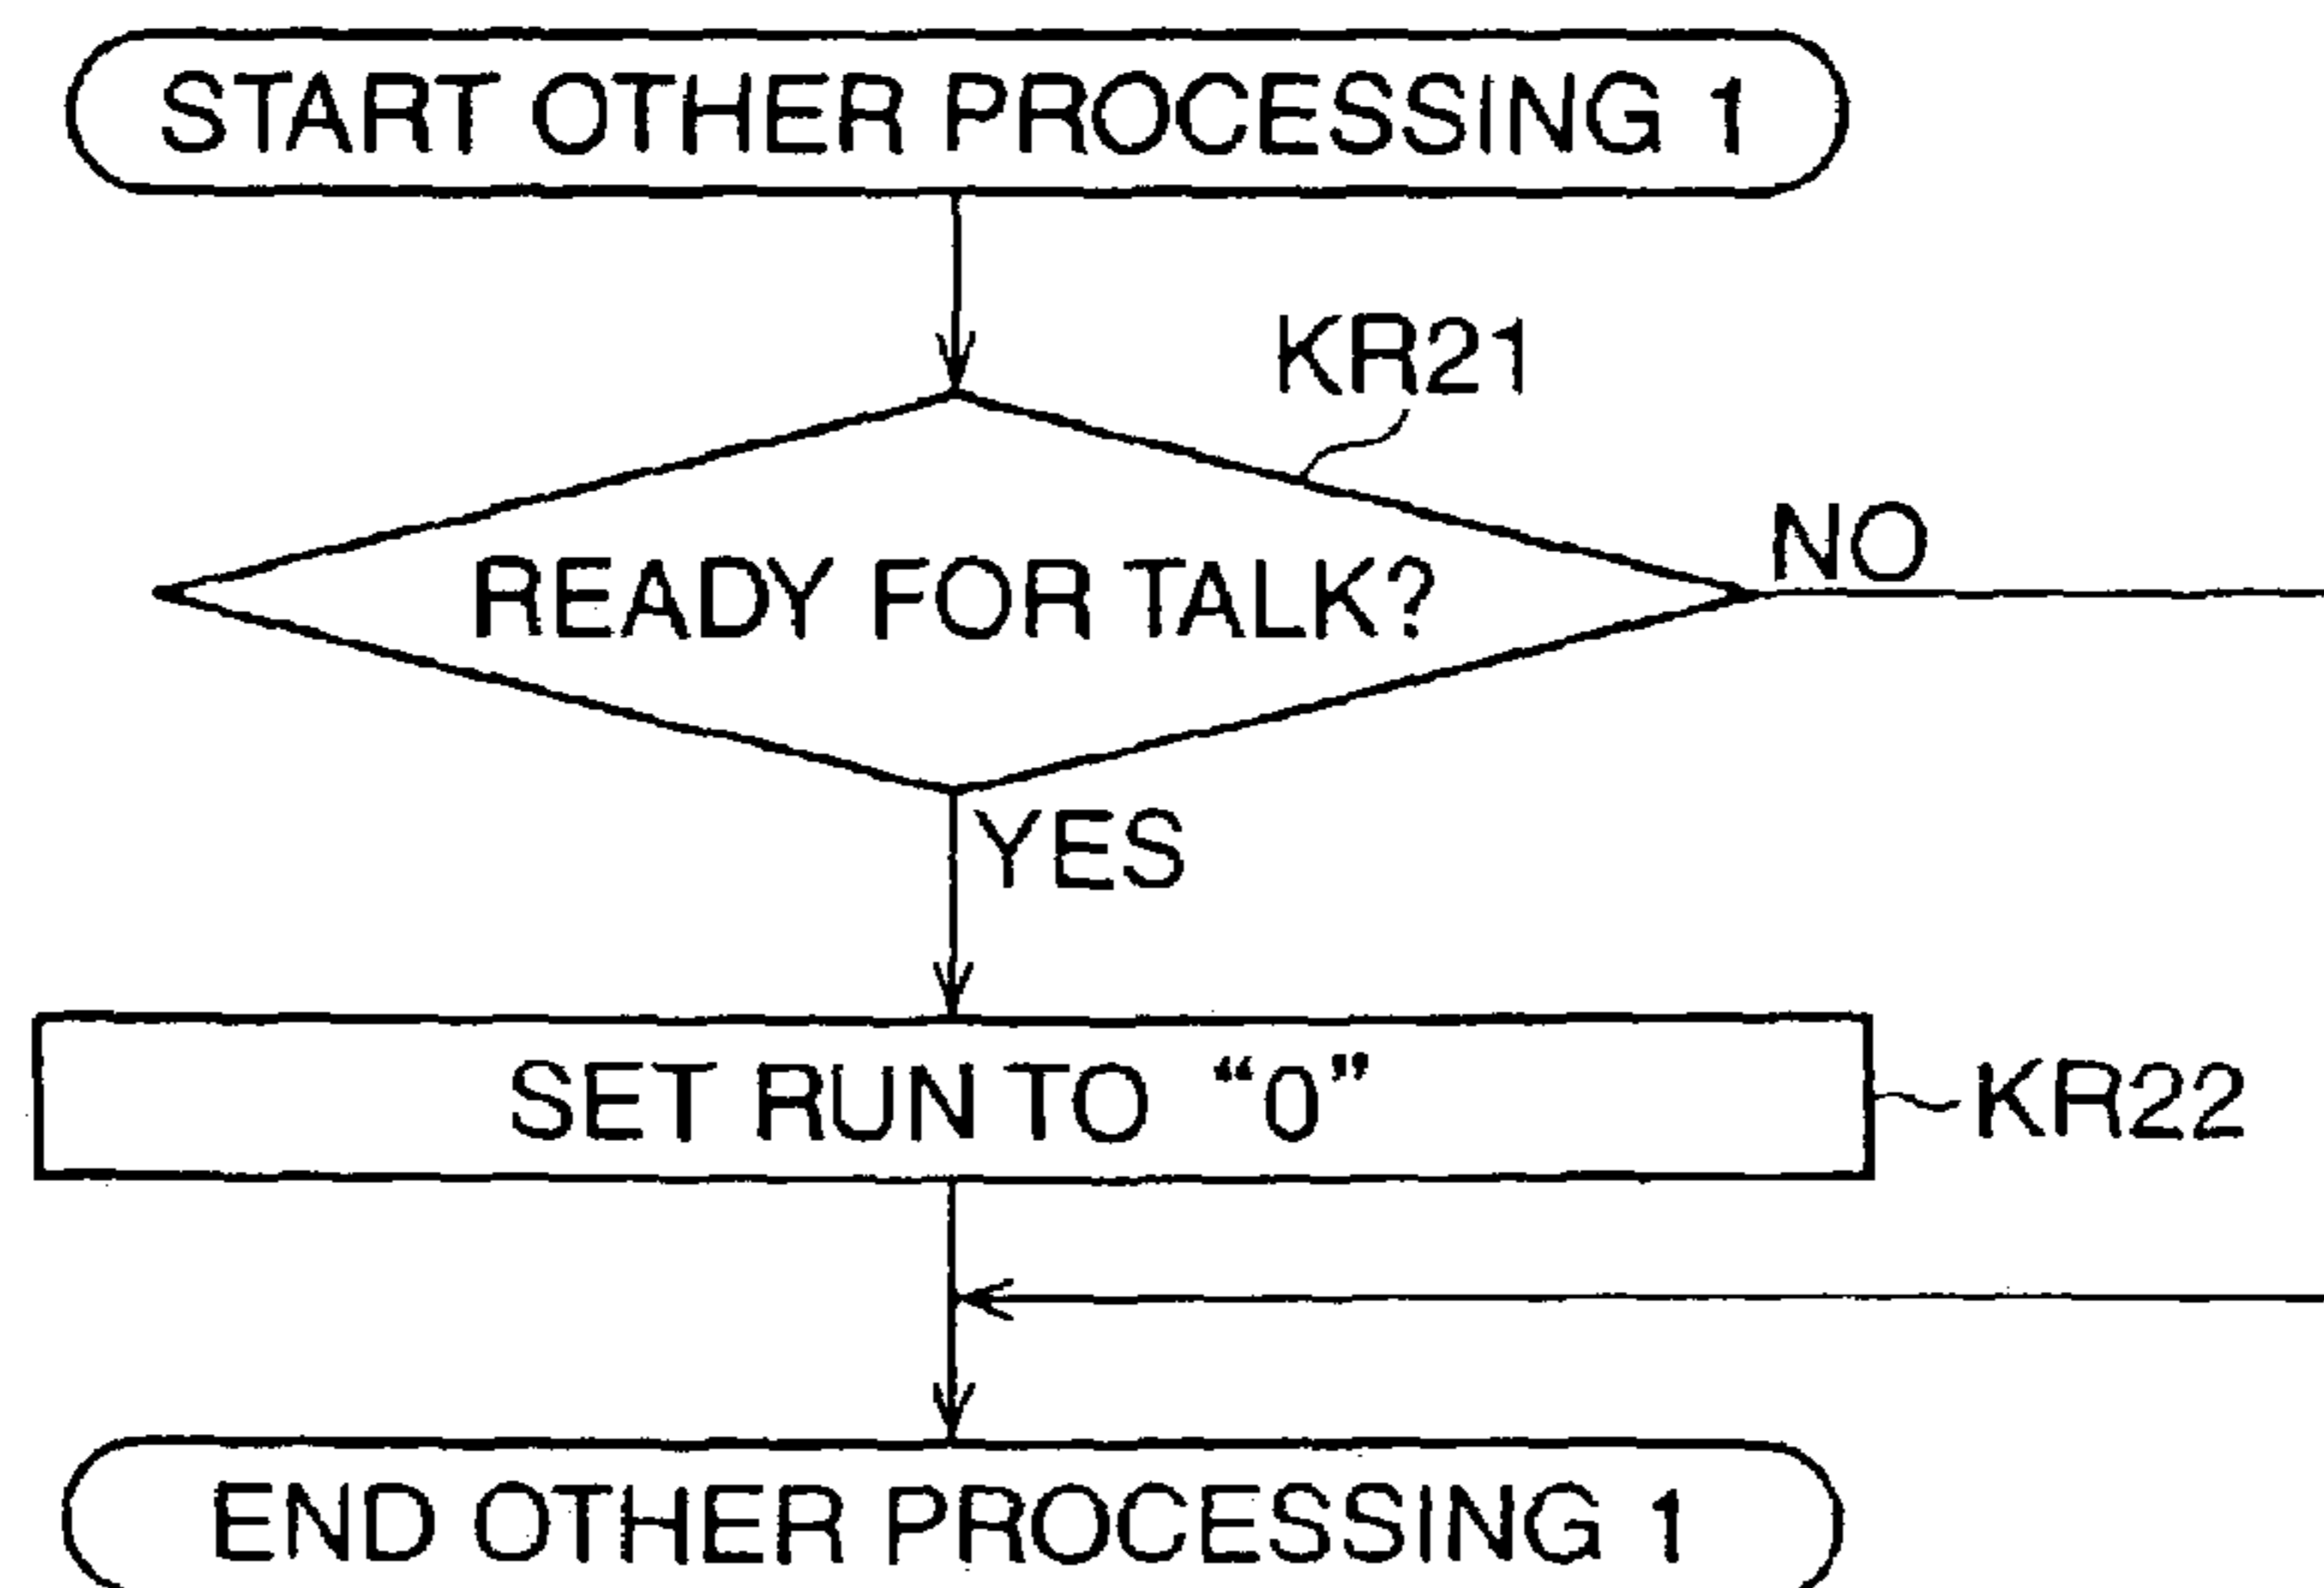 START OTHER PROCESSING 1
KR21
READY FOR TALK?
NO
YES
SET RUN TO “0”
KR22
END OTHER PROCESSING 1